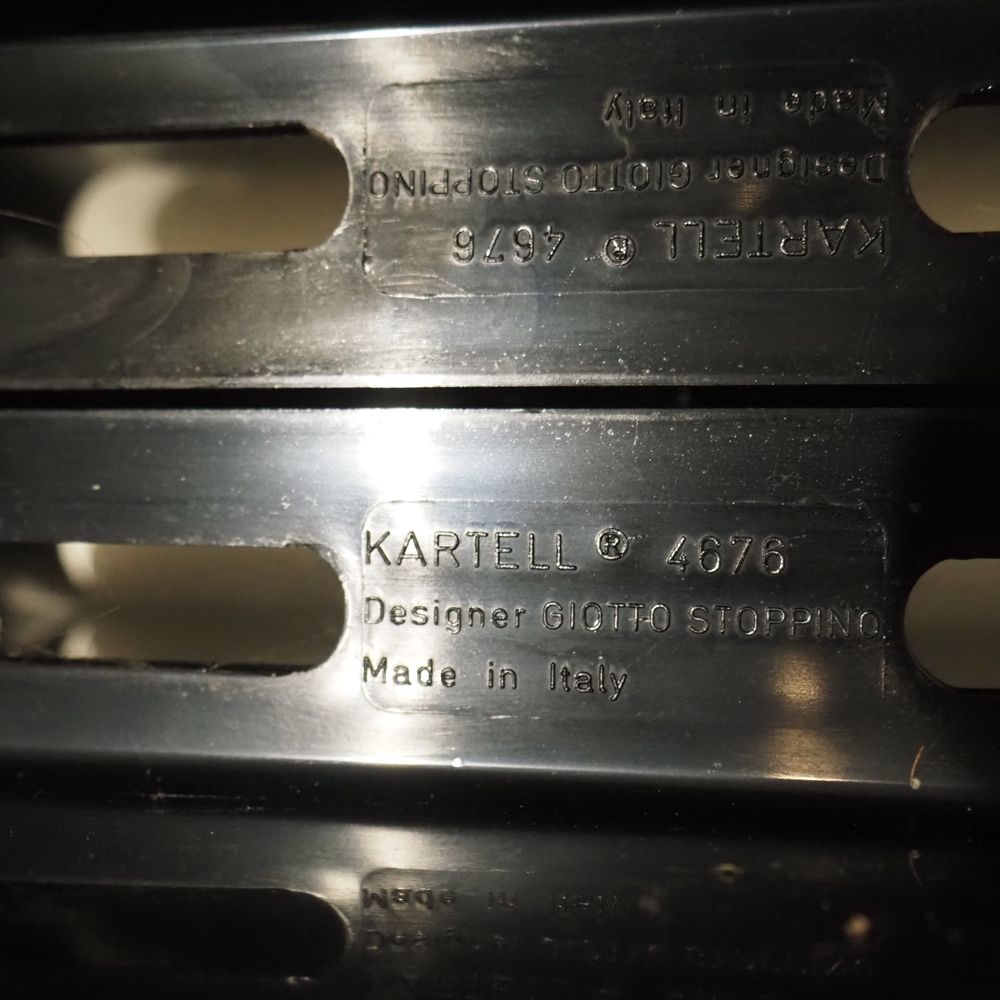 KARTELL ® 4676
Designer GIOTTO STOPPINO
Made in Italy
KARTELL ® 4676
Designer GIOTTO STOPPINO
Made in Italy